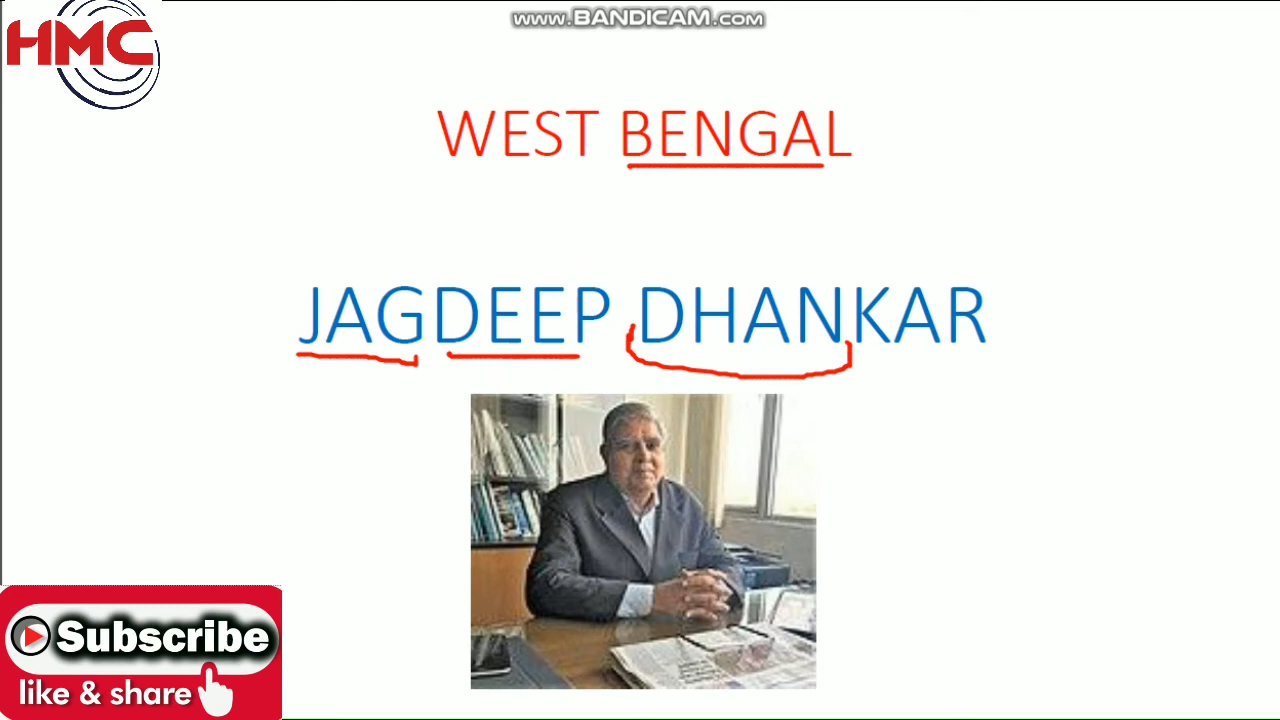 HMC
www.BANDICAM.com
WEST BENGAL
JAGDEEP DHANKAR
Subscribe
like & share